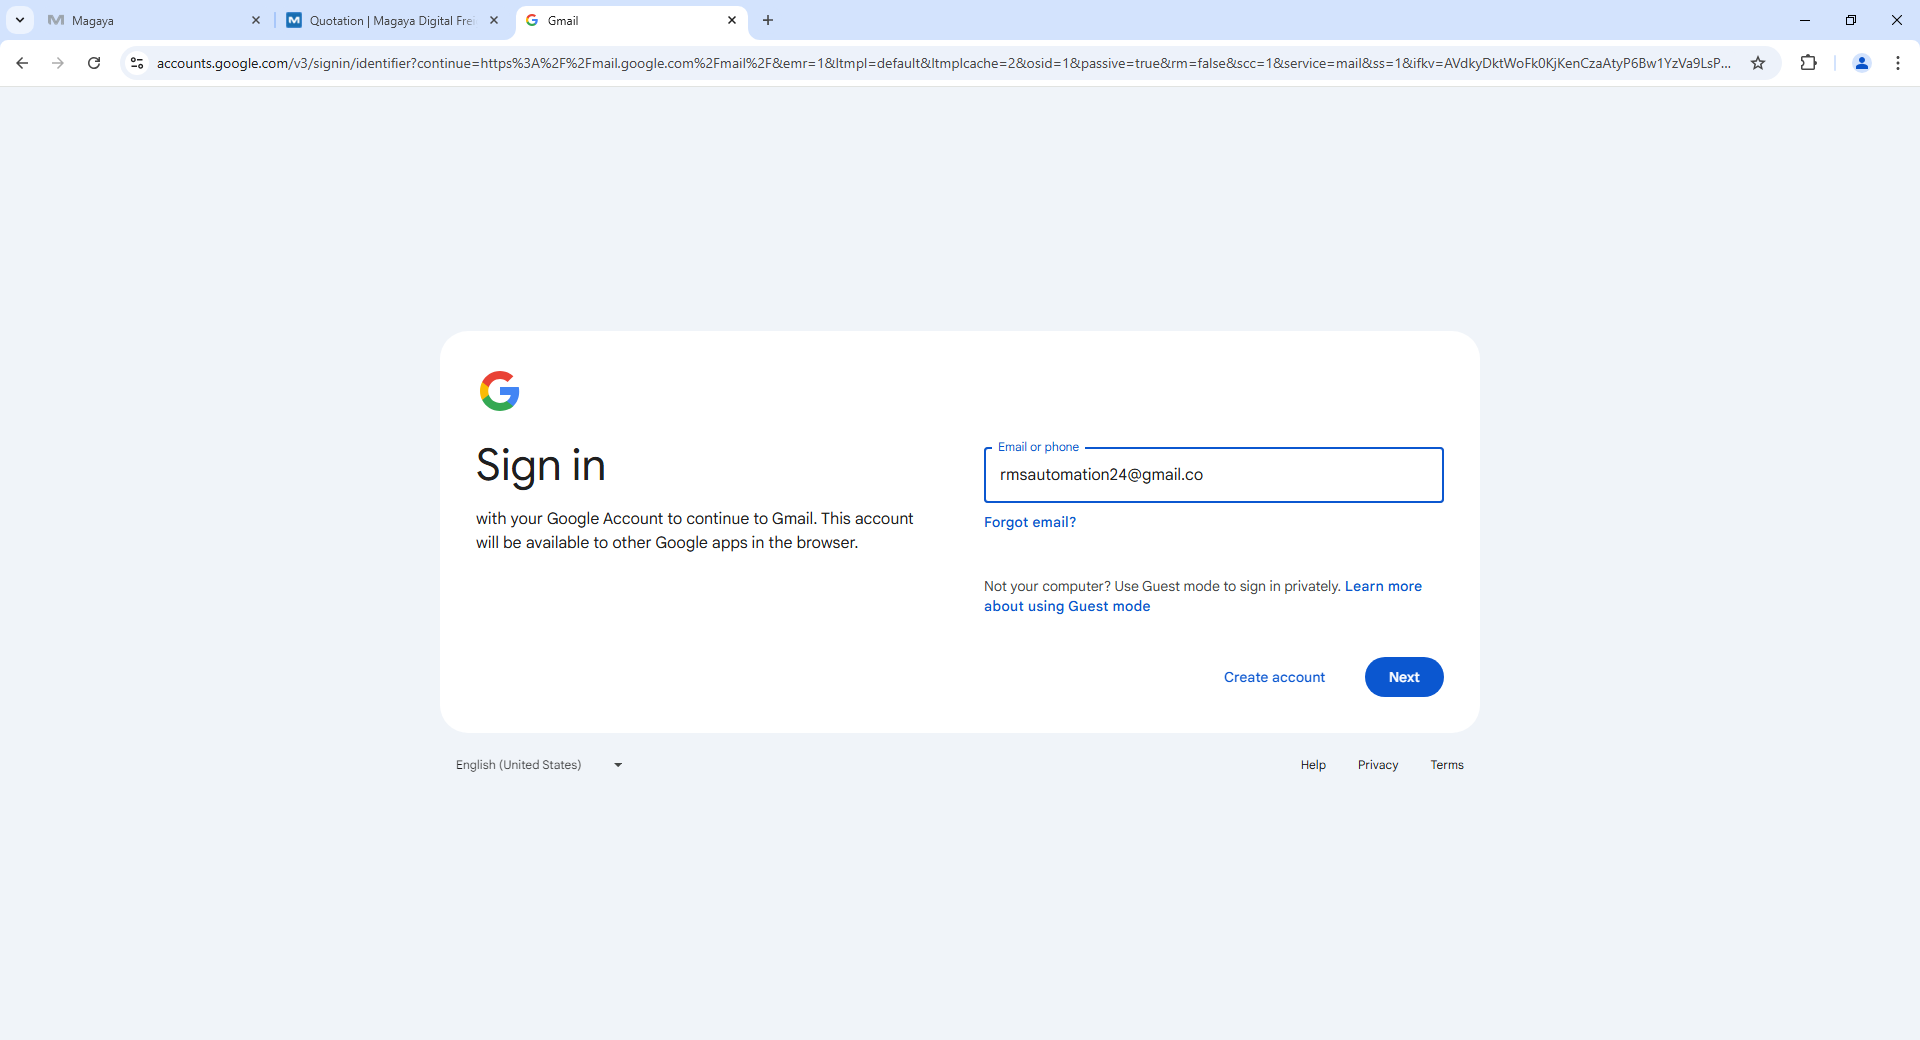 Magaya
Quotation | Magaya Digital Frei
Gmail
accounts.google.com/v3/signin/identifier?continue=https%3A%2F%2Fmail.google.com%2Fmail%2F&emr=1&ltmpl=default&ltmplcache=2&osid=1&passive=true&rm=false&scc=1&service=mail&ss=1&ifkv=AVdkyDktWoFk0KjKenCzaAtyP6Bw1YzVa9LsP...
Sign in
with your Google Account to continue to Gmail. This account
will be available to other Google apps in the browser.
Email or phone
rmsautomation24@gmail.co
Forgot email?
Not your computer? Use Guest mode to sign in privately. Learn more
about using Guest mode
Create account
Next
English (United States)
Help
Privacy
Terms